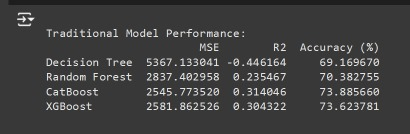 Traditional Model Performance:
MSE R2 Accuracy (%)
Decision Tree 5367.133041 -0.446164 69.169670
Random Forest 2837.402958 0.235467 70.382755
CatBoost 2545.773520 0.314046 73.885660
XGBoost 2581.862526 0.304322 73.623781